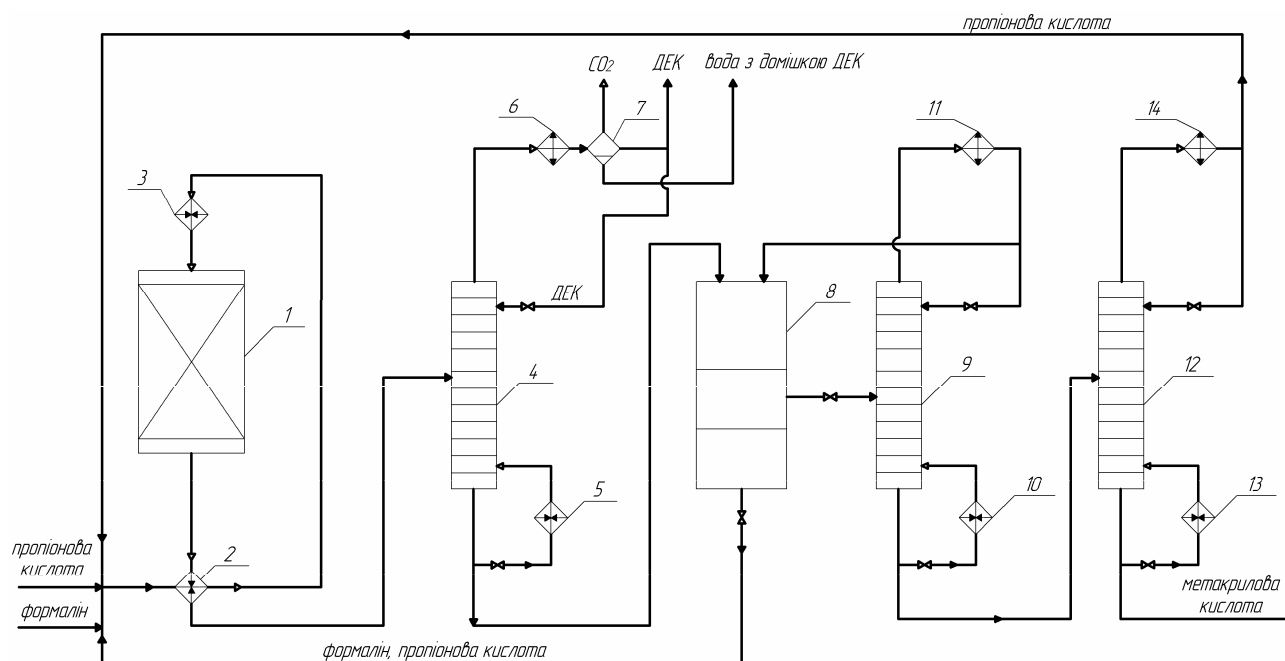 пропіонова кислота
CO2
ДЕК
вода з домішкою ДЕК
6
7
11
14
3
1
ДЕК
8
4
9
12
5
10
13
пропіонова
кислота
2
формалін
метакрилова
кислота
формалін, пропіонова кислота